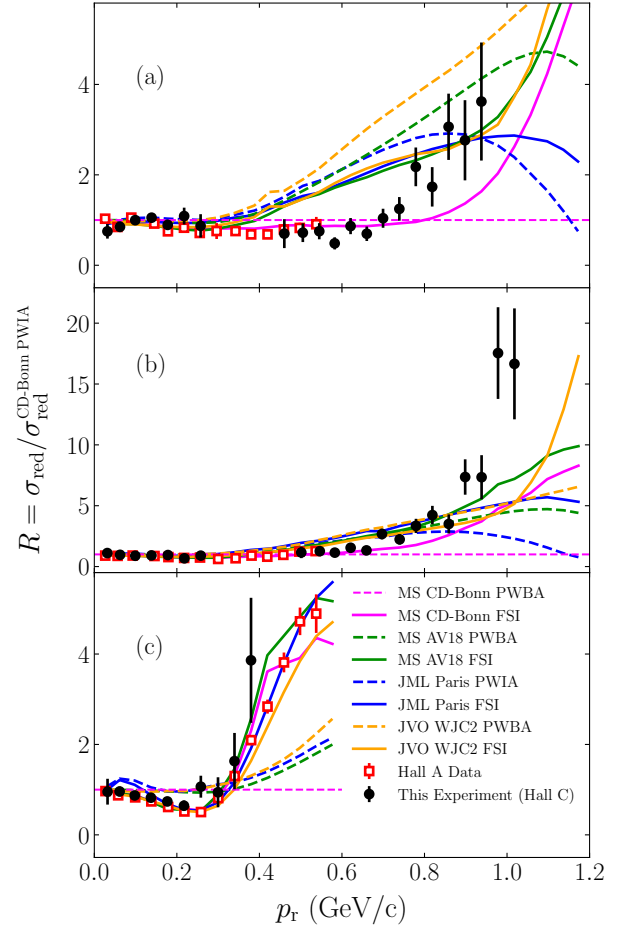 (a)
4
2
0
(b)
20
15
10
5
0
R = σred/σred^CD-Bonn PWIA
(c)
4
2
0
MS CD-Bonn PWBA
MS CD-Bonn FSI
MS AV18 PWBA
MS AV18 FSI
JML Paris PWIA
JML Paris FSI
JVO WJC2 PWBA
JVO WJC2 FSI
Hall A Data
This Experiment (Hall C)
0.0 0.2 0.4 0.6 0.8 1.0 1.2
pr (GeV/c)